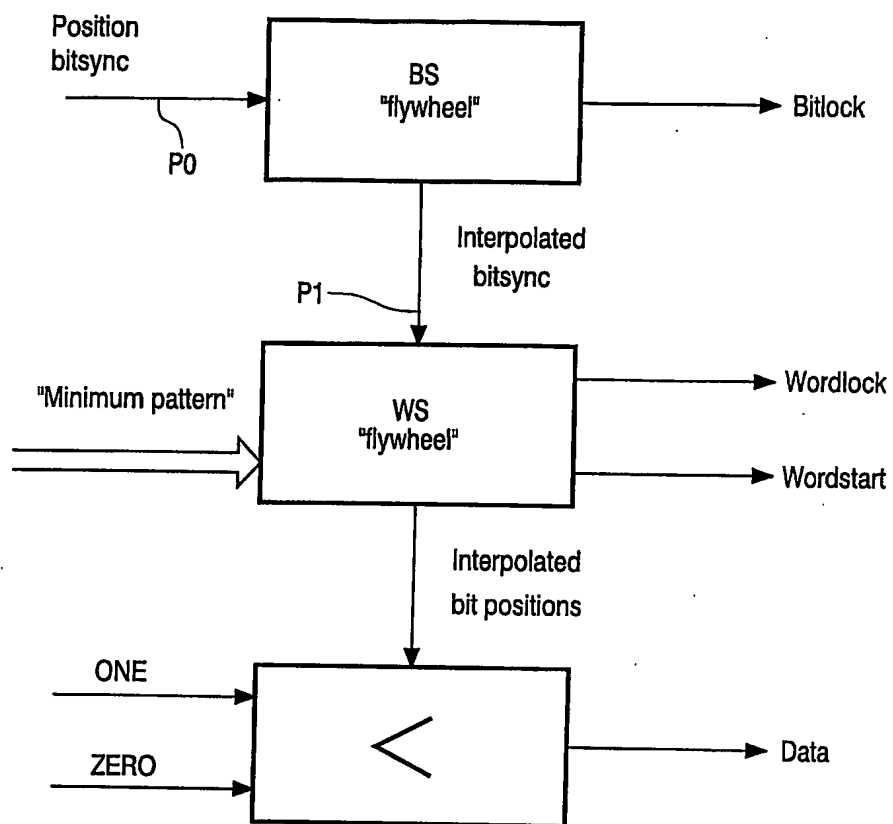 Position
bitsync
BS
"flywheel"
Bitlock
P0
Interpolated
bitsync
P1
"Minimum pattern"
WS
"flywheel"
Wordlock
Wordstart
Interpolated
bit positions
ONE
<
ZERO
Data